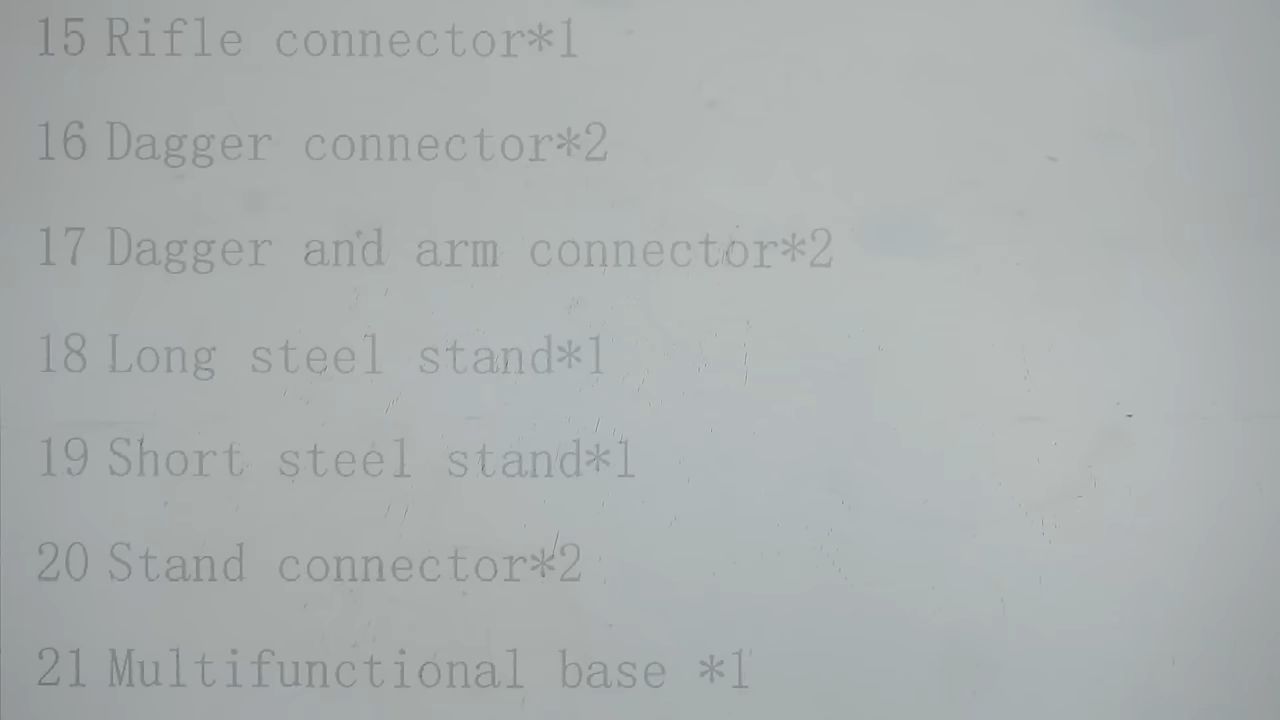 15 Rifle connector*1
16 Dagger connector*2
17 Dagger and arm connector*2
18 Long steel stand*1
19 Short steel stand*1
20 Stand connector*2
21 Multifunctional base *1